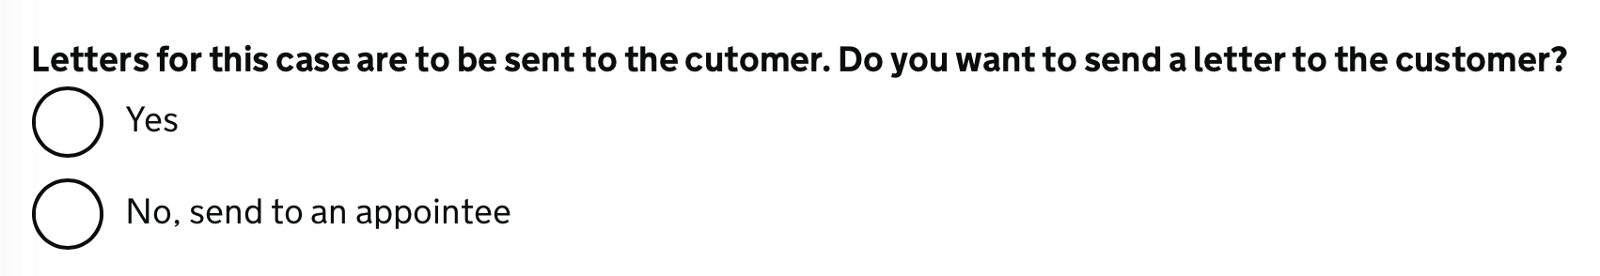 Letters for this case are to be sent to the cutomer. Do you want to send a letter to the customer?
Yes
No, send to an appointee